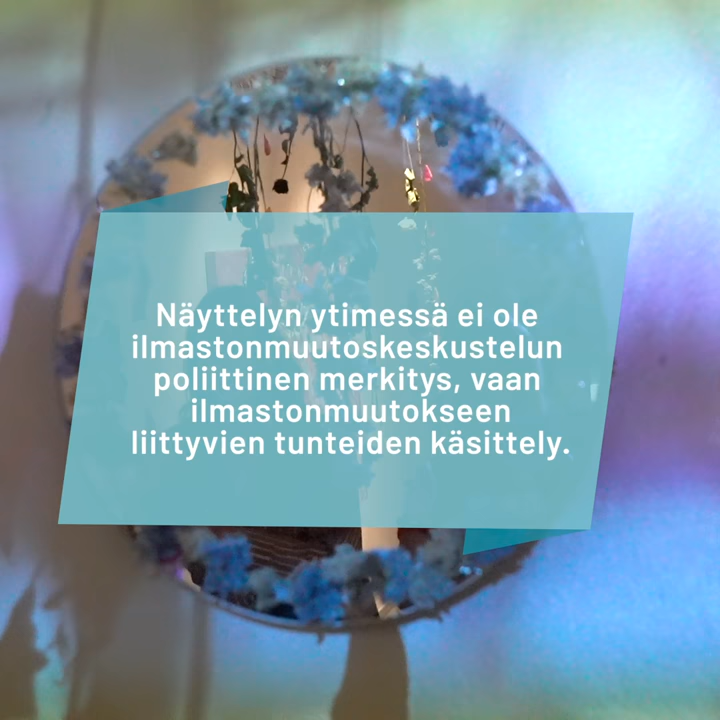 Näyttelyn ytimessä ei ole
ilmastonmuutoskeskustelun
poliittinen merkitys, vaan
ilmastonmuutokseen
liittyvien tunteiden käsittely.